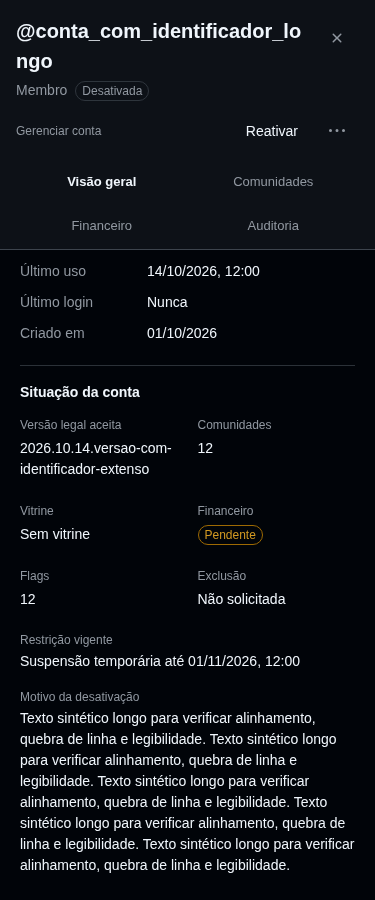 @conta_com_identificador_lo
ngo
Membro Desativada
Gerenciar conta Reativar
Visão geral Comunidades
Financeiro Auditoria
Último uso 14/10/2026, 12:00
Último login Nunca
Criado em 01/10/2026
Situação da conta
Versão legal aceita Comunidades
2026.10.14.versao-com- 12
identificador-extenso
Vitrine Financeiro
Sem vitrine Pendente
Flags Exclusão
12 Não solicitada
Restrição vigente
Suspensão temporária até 01/11/2026, 12:00
Motivo da desativação
Texto sintético longo para verificar alinhamento,
quebra de linha e legibilidade. Texto sintético longo
para verificar alinhamento, quebra de linha e
legibilidade. Texto sintético longo para verificar
alinhamento, quebra de linha e legibilidade. Texto
sintético longo para verificar alinhamento, quebra de
linha e legibilidade. Texto sintético longo para verificar
alinhamento, quebra de linha e legibilidade.